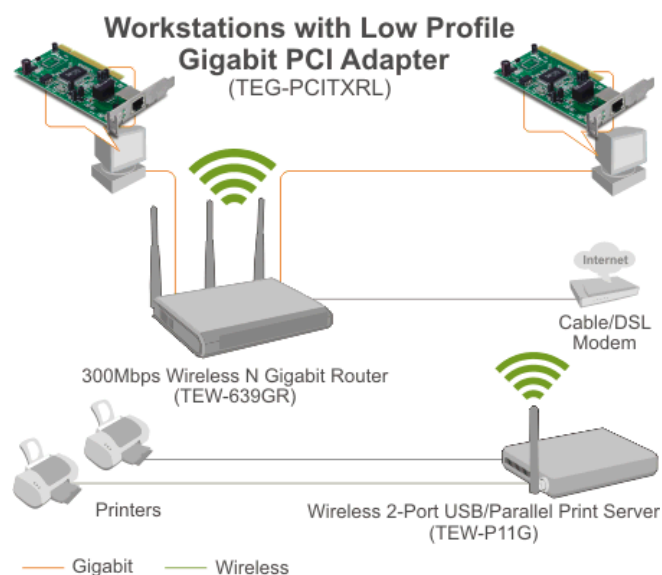 Workstations with Low Profile
Gigabit PCI Adapter
(TEG-PCITXRL)
Internet
Cable/DSL
Modem
300Mbps Wireless N Gigabit Router
(TEW-639GR)
Printers
Wireless 2-Port USB/Parallel Print Server
(TEW-P11G)
Gigabit
Wireless